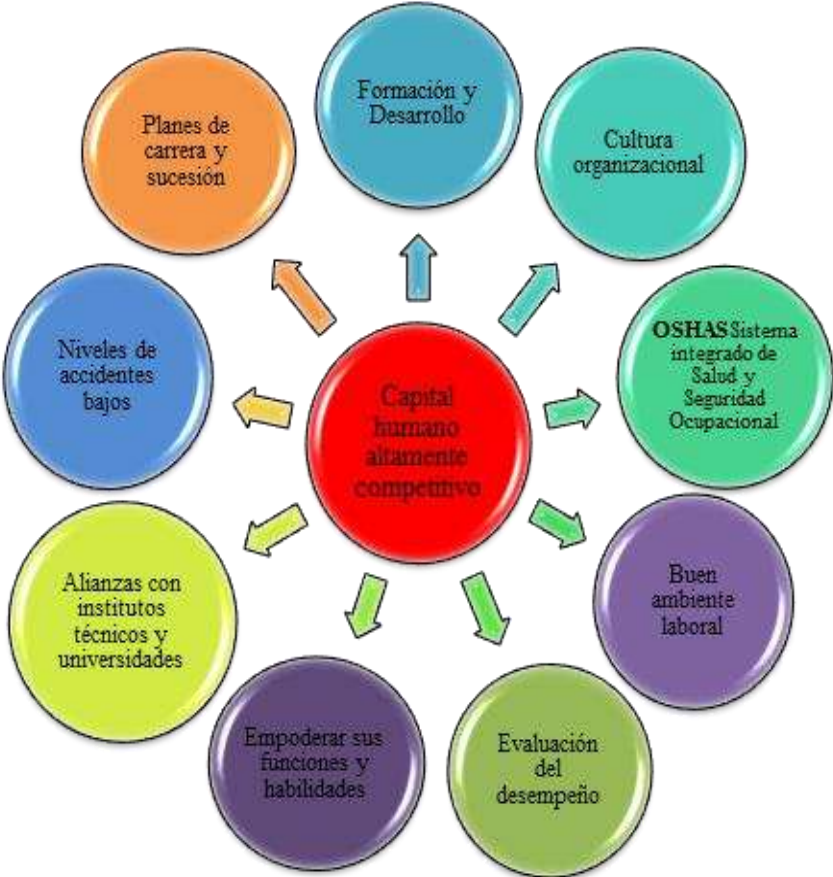 Formación y
Desarrollo
Cultura
organizacional
OSHAS Sistema
integrado de
Salud y
Seguridad
Ocupacional
Buen
ambiente
laboral
Evaluación
del
desempeño
Empoderar sus
funciones y
habilidades
Alianzas con
institutos
técnicos y
universidades
Niveles de
accidentes
bajos
Planes de
carrera y
sucesión
Capital
humano
altamente
competitivo